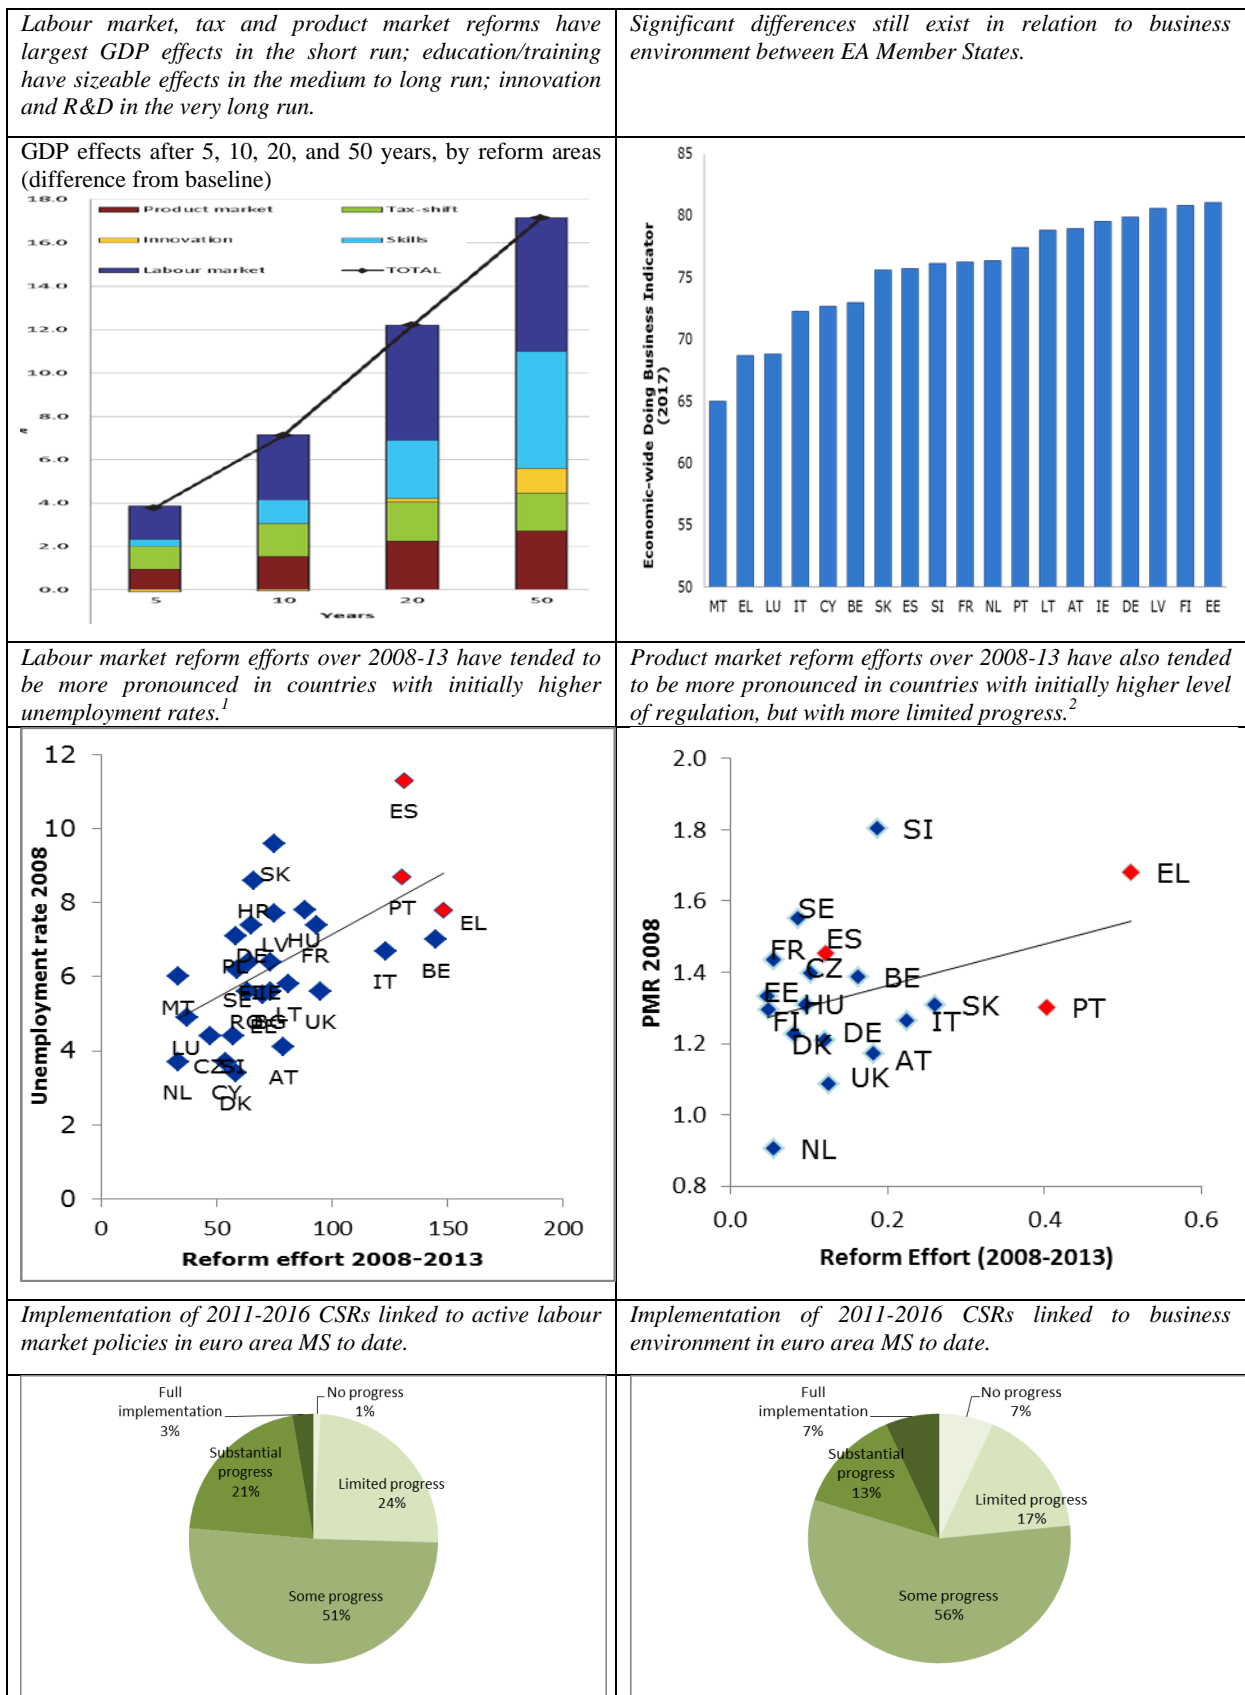 Labour market, tax and product market reforms have
largest GDP effects in the short run; education/training
have sizeable effects in the medium to long run; innovation
and R&D in the very long run.
Significant differences still exist in relation to business
environment between EA Member States.
GDP effects after 5, 10, 20, and 50 years, by reform areas
(difference from baseline)
18.0
16.0
14.0
12.0
10.0
8.0
6.0
4.0
2.0
0.0
Product market
Tax-shift
Innovation
Skills
Labour market
TOTAL
5 10 20 50
Years
Economic-wide Doing Business Indicator
(2017)
85
80
75
70
65
60
55
50
MT EL LU IT CY BE SK ES SI FR NL PT LT AT IE DE LV FI EE
Labour market reform efforts over 2008-13 have tended to
be more pronounced in countries with initially higher
unemployment rates.1
Product market reform efforts over 2008-13 have also tended
to be more pronounced in countries with initially higher level
of regulation, but with more limited progress.2
Unemployment rate 2008
12
10
8
6
4
2
0
ES
SK
HR
PT
EL
LV
HU
FR
DE
PL
IT
BE
MT
SE
LT
UK
RO
BG
EE
LU
CZ
SI
AT
NL
CY
DK
0 50 100 150 200
Reform effort 2008-2013
PMR 2008
2.0
1.8
1.6
1.4
1.2
1.0
0.8
SI
EL
SE
ES
FR
CZ
BE
EE
HU
SK
PT
FI
IT
DK
DE
AT
UK
NL
0.0 0.2 0.4 0.6
Reform Effort (2008-2013)
Implementation of 2011-2016 CSRs linked to active labour
market policies in euro area MS to date.
Implementation of 2011-2016 CSRs linked to business
environment in euro area MS to date.
Full
implementation
3%
No progress
1%
Substantial
progress
21%
Limited progress
24%
Some progress
51%
Full
implementation
7%
No progress
7%
Substantial
progress
13%
Limited progress
17%
Some progress
56%